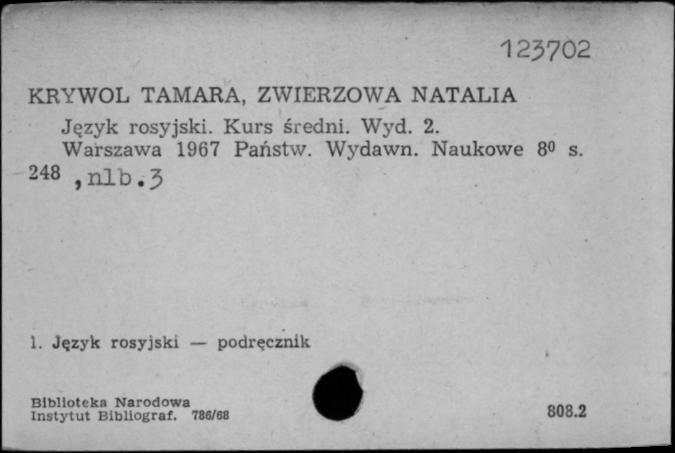 123702
KRYWOL TAMARA, ZWIERZOWA NATALIA
Język rosyjski. Kurs średni. Wyd. 2.
Warszawa 1967 Państw. Wydawn. Naukowe 8⁰ s.
248 , nlb. 3
1. Język rosyjski — podręcznik
Biblioteka Narodowa
Instytut Bibliograf. 786/68
808.2